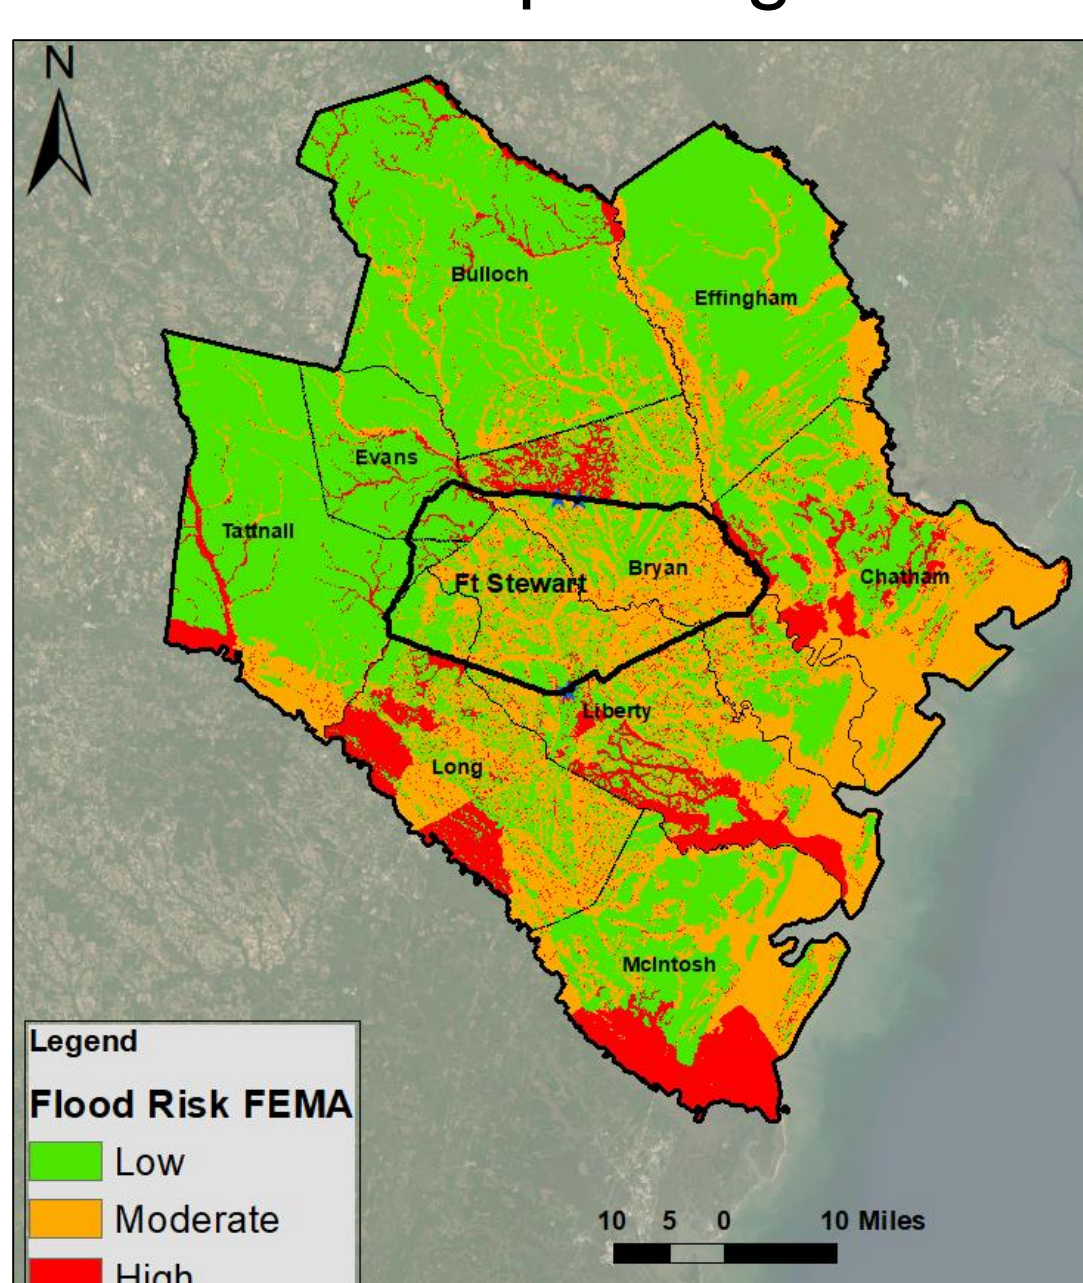 N
Bulloch
Effingham
Evans
Tattnall
Ft Stewart
Bryan
Chatham
Liberty
Long
McIntosh
Legend
Flood Risk FEMA
Low
Moderate
High
10 5 0 10 Miles